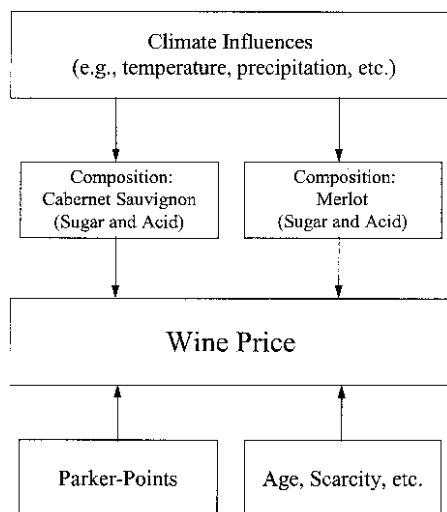 Climate Influences
(e.g., temperature, precipitation, etc.)
Composition:
Cabernet Sauvignon
(Sugar and Acid)
Composition:
Merlot
(Sugar and Acid)
Wine Price
Parker-Points
Age, Scarcity, etc.